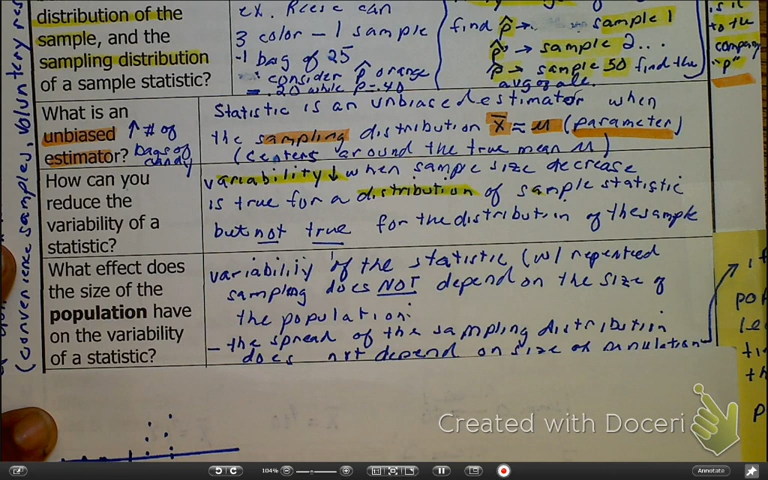 distribution of the
sample, and the
sampling distribution
of a sample statistic?
ex. Reese can
3 color - 1 sample
-1 bag of 25
consider p̂ orange
= .20 while p=.40
find p̂ sample 1
p̂ → sample 2...
p̂ → sample 50 find the
avg of all.
is it
to the
company
"p"
What is an
unbiased
estimator?
↑ # of
bags of
candy
Statistic is an unbiased estimator when
the sampling distribution x̄ ≈ μ (parameter)
(centers around the true mean μ)
How can you
reduce the
variability of a
statistic?
variability ↓ when sample size decrease
is true for a distribution of sample statistic
but not true for the distribution of the sample
What effect does
the size of the
population have
on the variability
of a statistic?
variability of the statistic (w/ repeated
sampling does NOT depend on the size of
the population.
- the spread of the sampling distribution
does not depend on size of population
(convenience samples, voluntary res
Created with Doceri
104%
Annotate